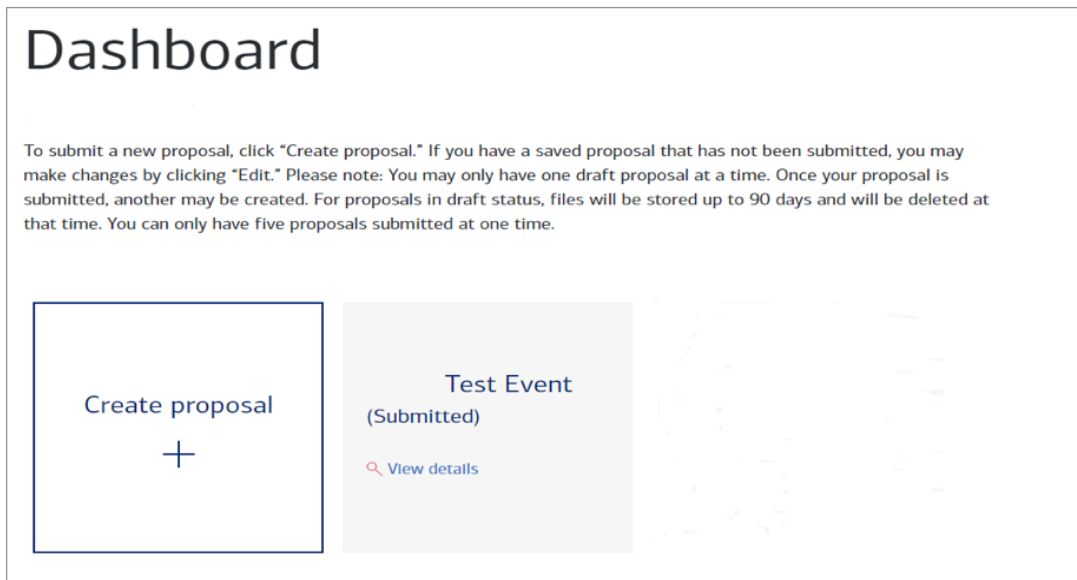 Dashboard
To submit a new proposal, click “Create proposal.” If you have a saved proposal that has not been submitted, you may
make changes by clicking “Edit.” Please note: You may only have one draft proposal at a time. Once your proposal is
submitted, another may be created. For proposals in draft status, files will be stored up to 90 days and will be deleted at
that time. You can only have five proposals submitted at one time.
Create proposal
Test Event
(Submitted)
View details